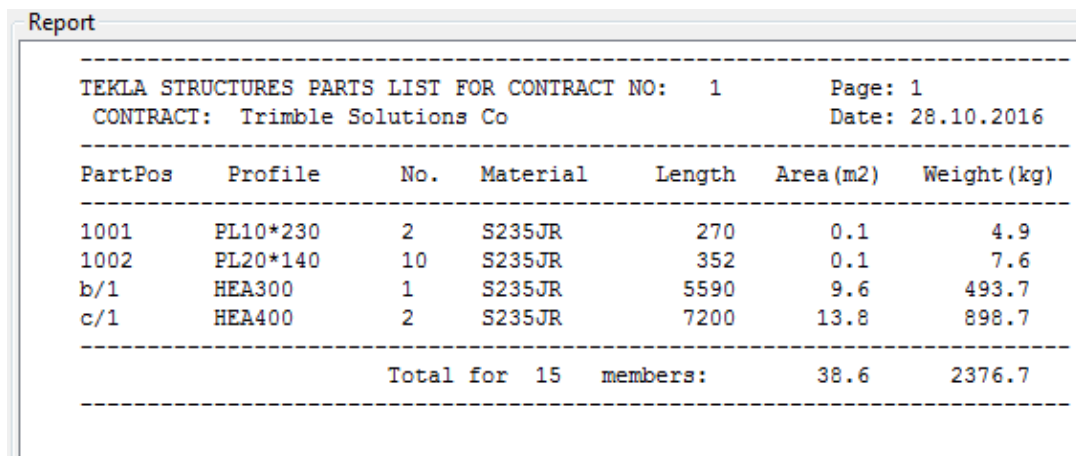 Report
--------------------------------------------------------------------------
TEKLA STRUCTURES PARTS LIST FOR CONTRACT NO: 1 Page: 1
CONTRACT: Trimble Solutions Co Date: 28.10.2016
--------------------------------------------------------------------------
PartPos Profile No. Material Length Area(m2) Weight(kg)
--------------------------------------------------------------------------
1001 PL10*230 2 S235JR 270 0.1 4.9
1002 PL20*140 10 S235JR 352 0.1 7.6
b/1 HEA300 1 S235JR 5590 9.6 493.7
c/1 HEA400 2 S235JR 7200 13.8 898.7
--------------------------------------------------------------------------
Total for 15 members: 38.6 2376.7
--------------------------------------------------------------------------